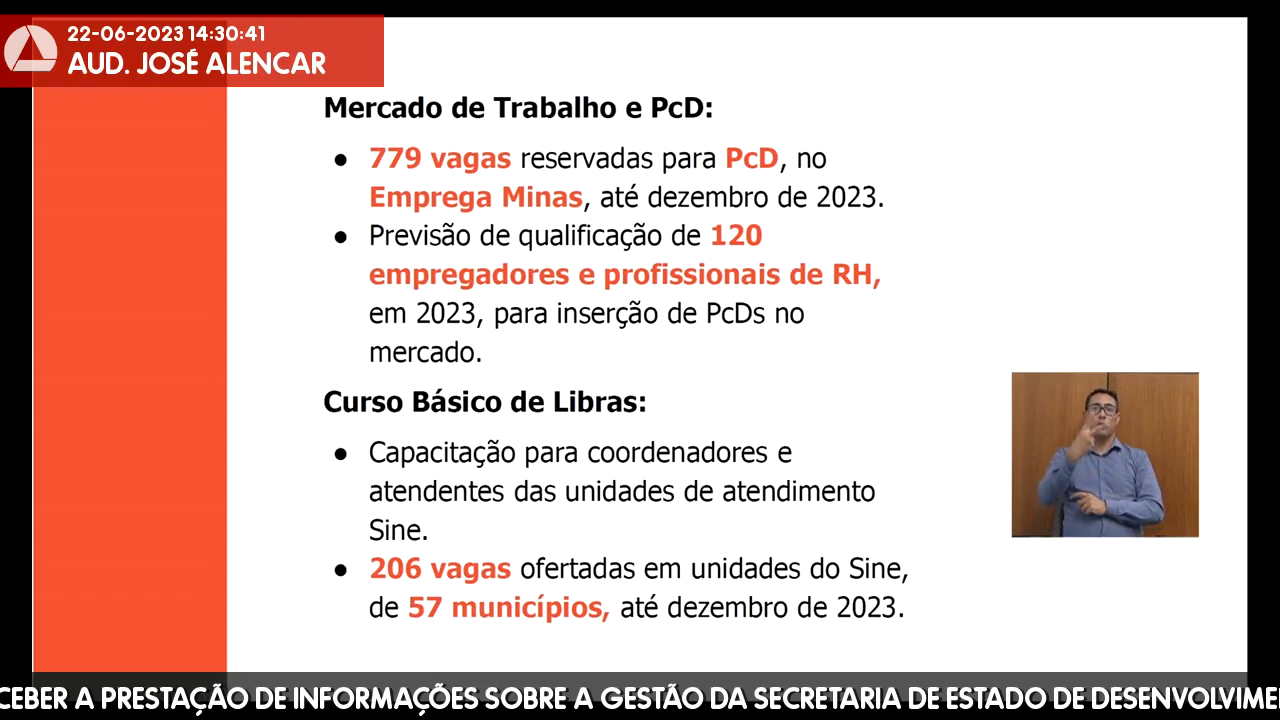 22-06-2023 14:30:41
AUD. JOSÉ ALENCAR
Mercado de Trabalho e PcD:
● 779 vagas reservadas para PcD, no
Emprega Minas, até dezembro de 2023.
● Previsão de qualificação de 120
empregadores e profissionais de RH,
em 2023, para inserção de PcDs no
mercado.
Curso Básico de Libras:
● Capacitação para coordenadores e
atendentes das unidades de atendimento
Sine.
● 206 vagas ofertadas em unidades do Sine,
de 57 municípios, até dezembro de 2023.
CEBER A PRESTAÇÃO DE INFORMAÇÕES SOBRE A GESTÃO DA SECRETARIA DE ESTADO DE DESENVOLVIME